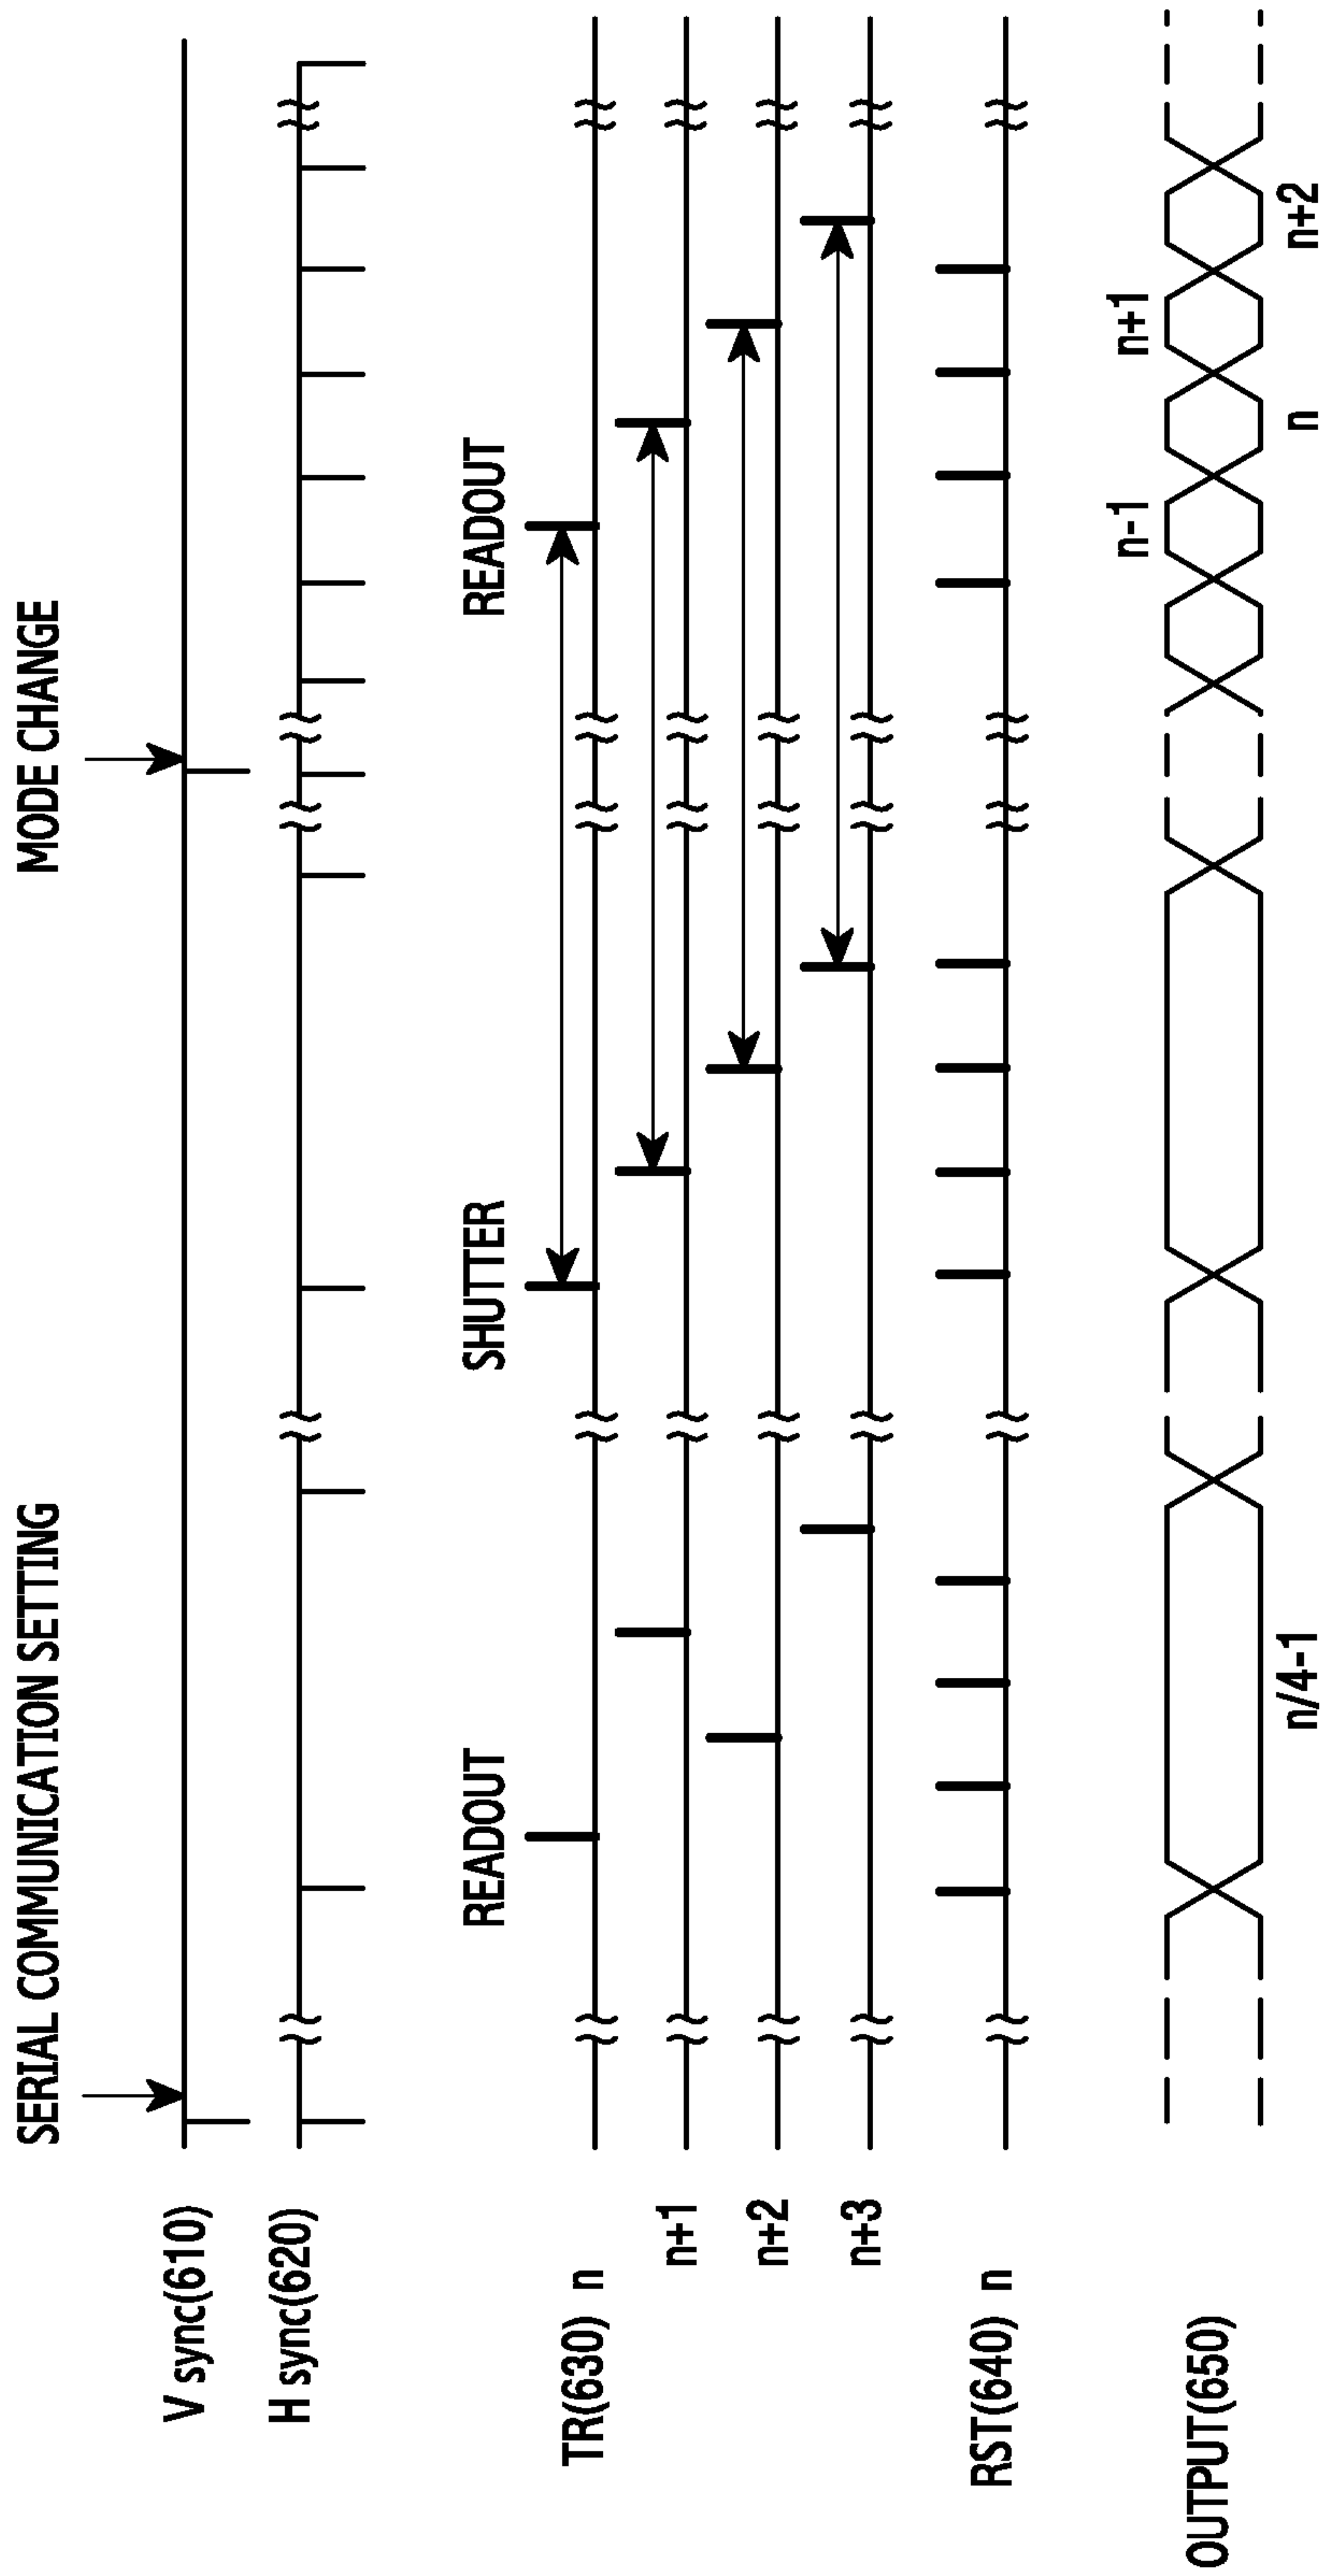 SERIAL COMMUNICATION SETTING
MODE CHANGE
V sync(610)
H sync(620)
READOUT
SHUTTER
READOUT
TR(630) n
n+1
n+2
n+3
RST(640) n
n-1
n+1
OUTPUT(650)
n/4-1
n
n+2